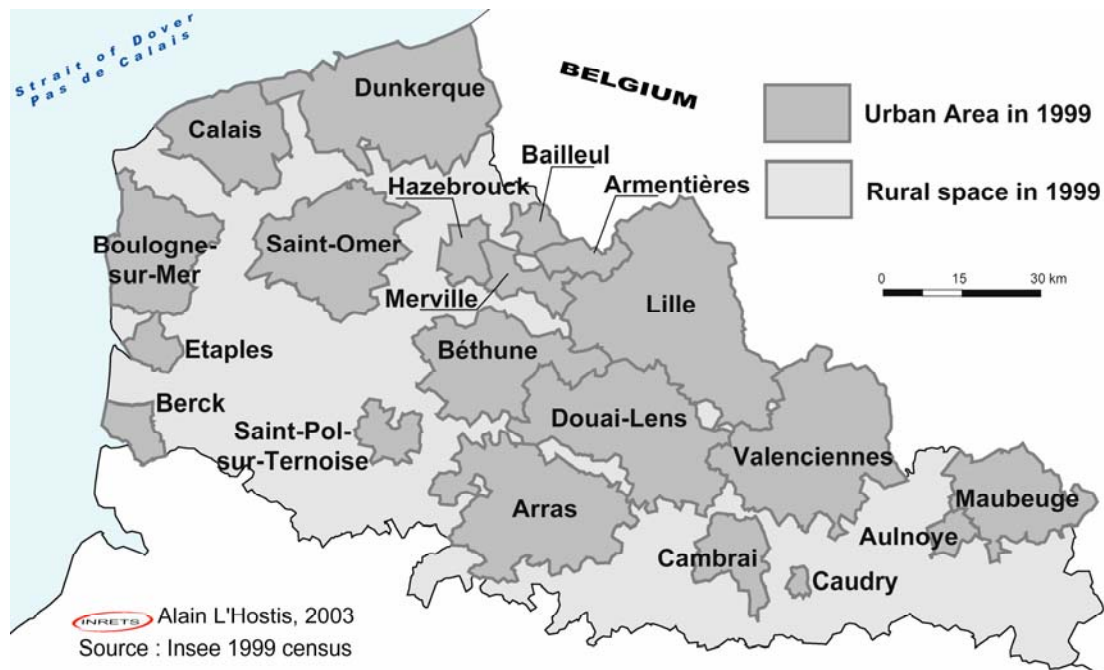 Strait of Dover
Pas de Calais
BELGIUM
Dunkerque
Calais
Urban Area in 1999
Bailleul
Hazebrouck
Armentières
Rural space in 1999
Boulogne-
sur-Mer
Saint-Omer
0 15 30 km
Merville
Lille
Etaples
Béthune
Berck
Douai-Lens
Saint-Pol-
sur-Ternoise
Valenciennes
Maubeuge
Arras
Aulnoye
Cambrai
Caudry
INRETS Alain L'Hostis, 2003
Source : Insee 1999 census